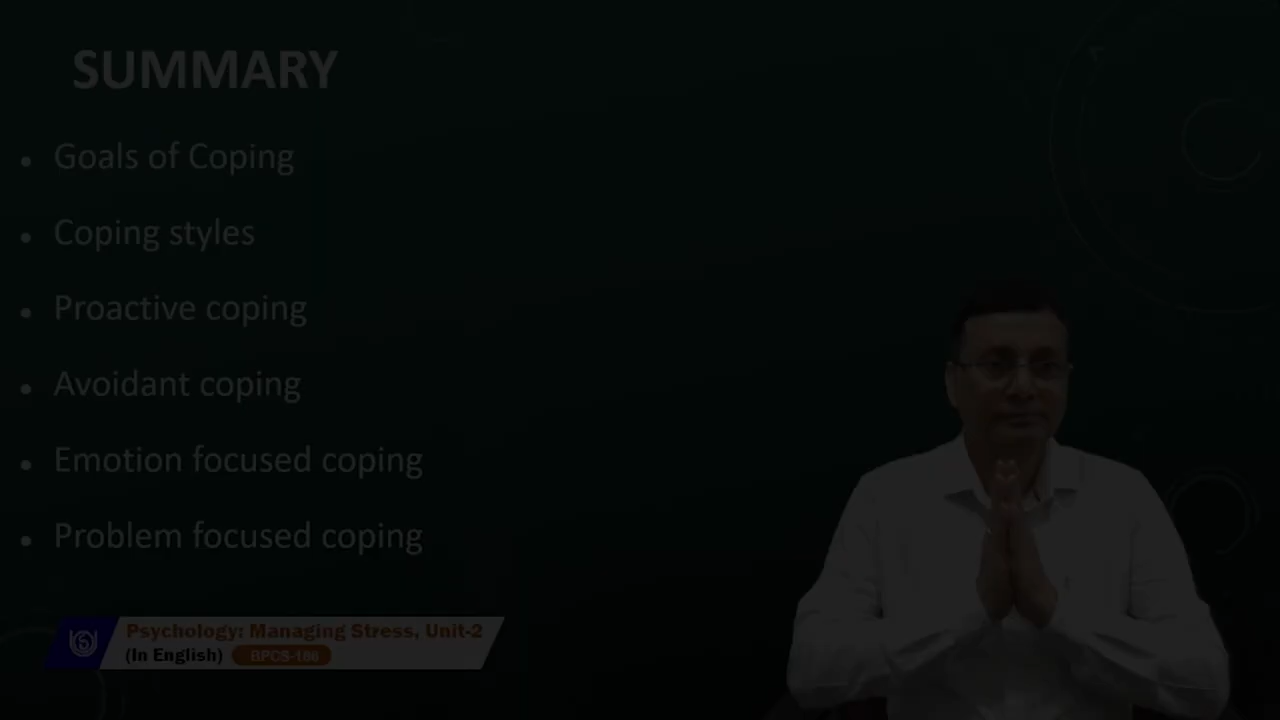 SUMMARY
• Goals of Coping
• Coping styles
• Proactive coping
• Avoidant coping
• Emotion focused coping
• Problem focused coping
Psychology: Managing Stress, Unit-2
(In English)